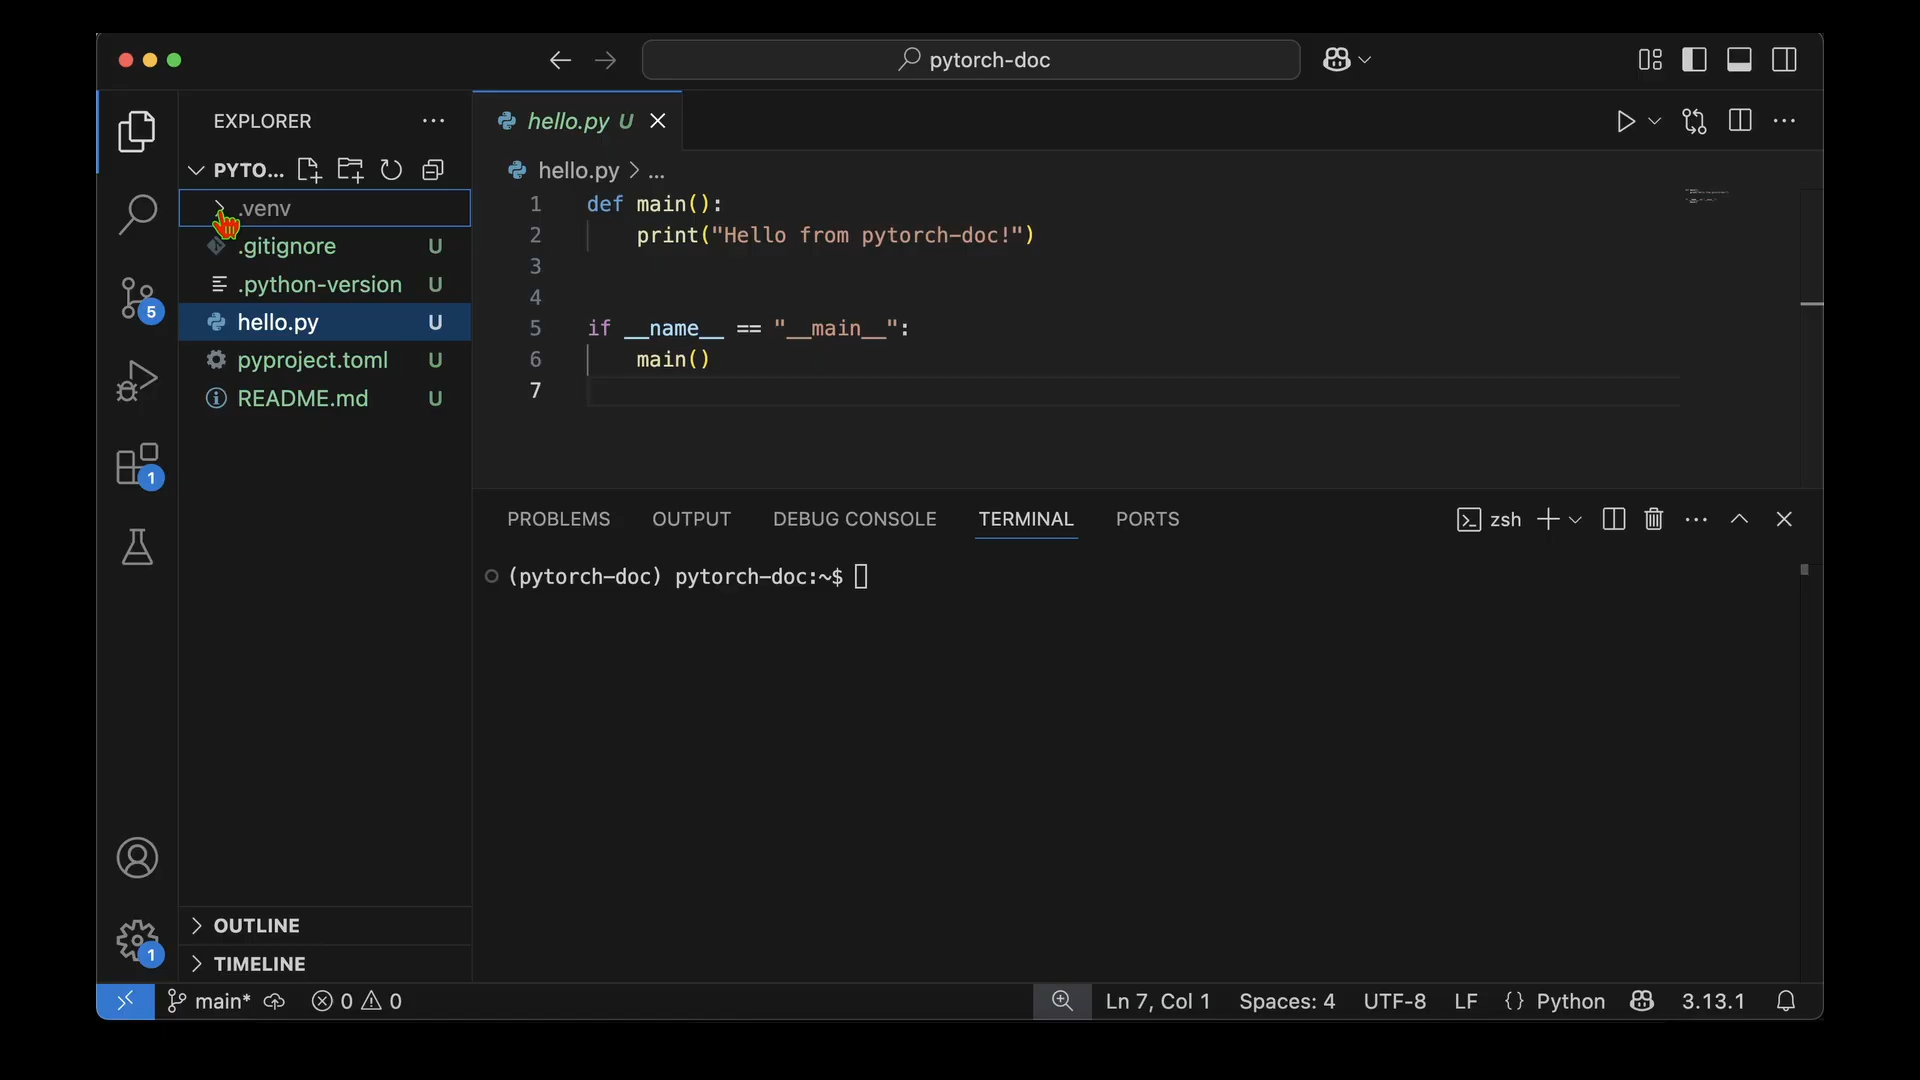 pytorch-doc
EXPLORER
PYTO...
.venv
.gitignore U
.python-version U
hello.py U
pyproject.toml U
README.md U
OUTLINE
TIMELINE
5
1
1
hello.py U
hello.py > ...
1 def main():
2 print("Hello from pytorch-doc!")
3
4
5 if __name__ == "__main__":
6 main()
7
PROBLEMS OUTPUT DEBUG CONSOLE TERMINAL PORTS zsh
(pytorch-doc) pytorch-doc:~$
main* 0 0 Ln 7, Col 1 Spaces: 4 UTF-8 LF {} Python 3.13.1